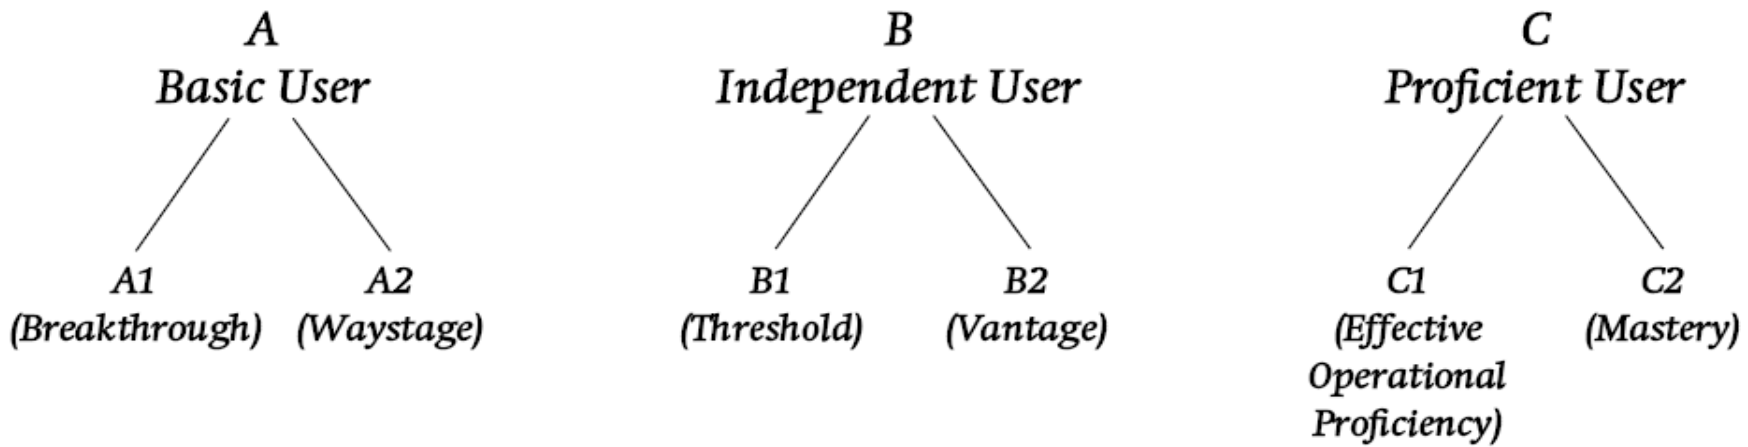 A
Basic User
A1
(Breakthrough)
A2
(Waystage)
B
Independent User
B1
(Threshold)
B2
(Vantage)
C
Proficient User
C1
(Effective
Operational
Proficiency)
C2
(Mastery)